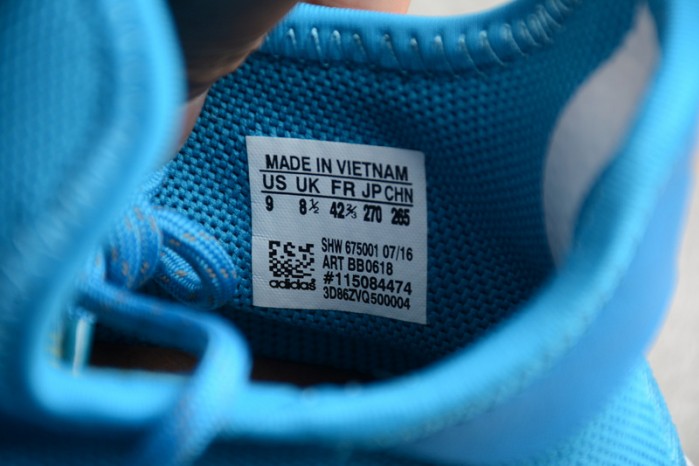 MADE IN VIETNAM
US UK FR JP CHN
9 8½ 42⅔ 270 265
SHW 675001 07/16
ART BB0618
#115084474
3D86ZVQ500004
adidas